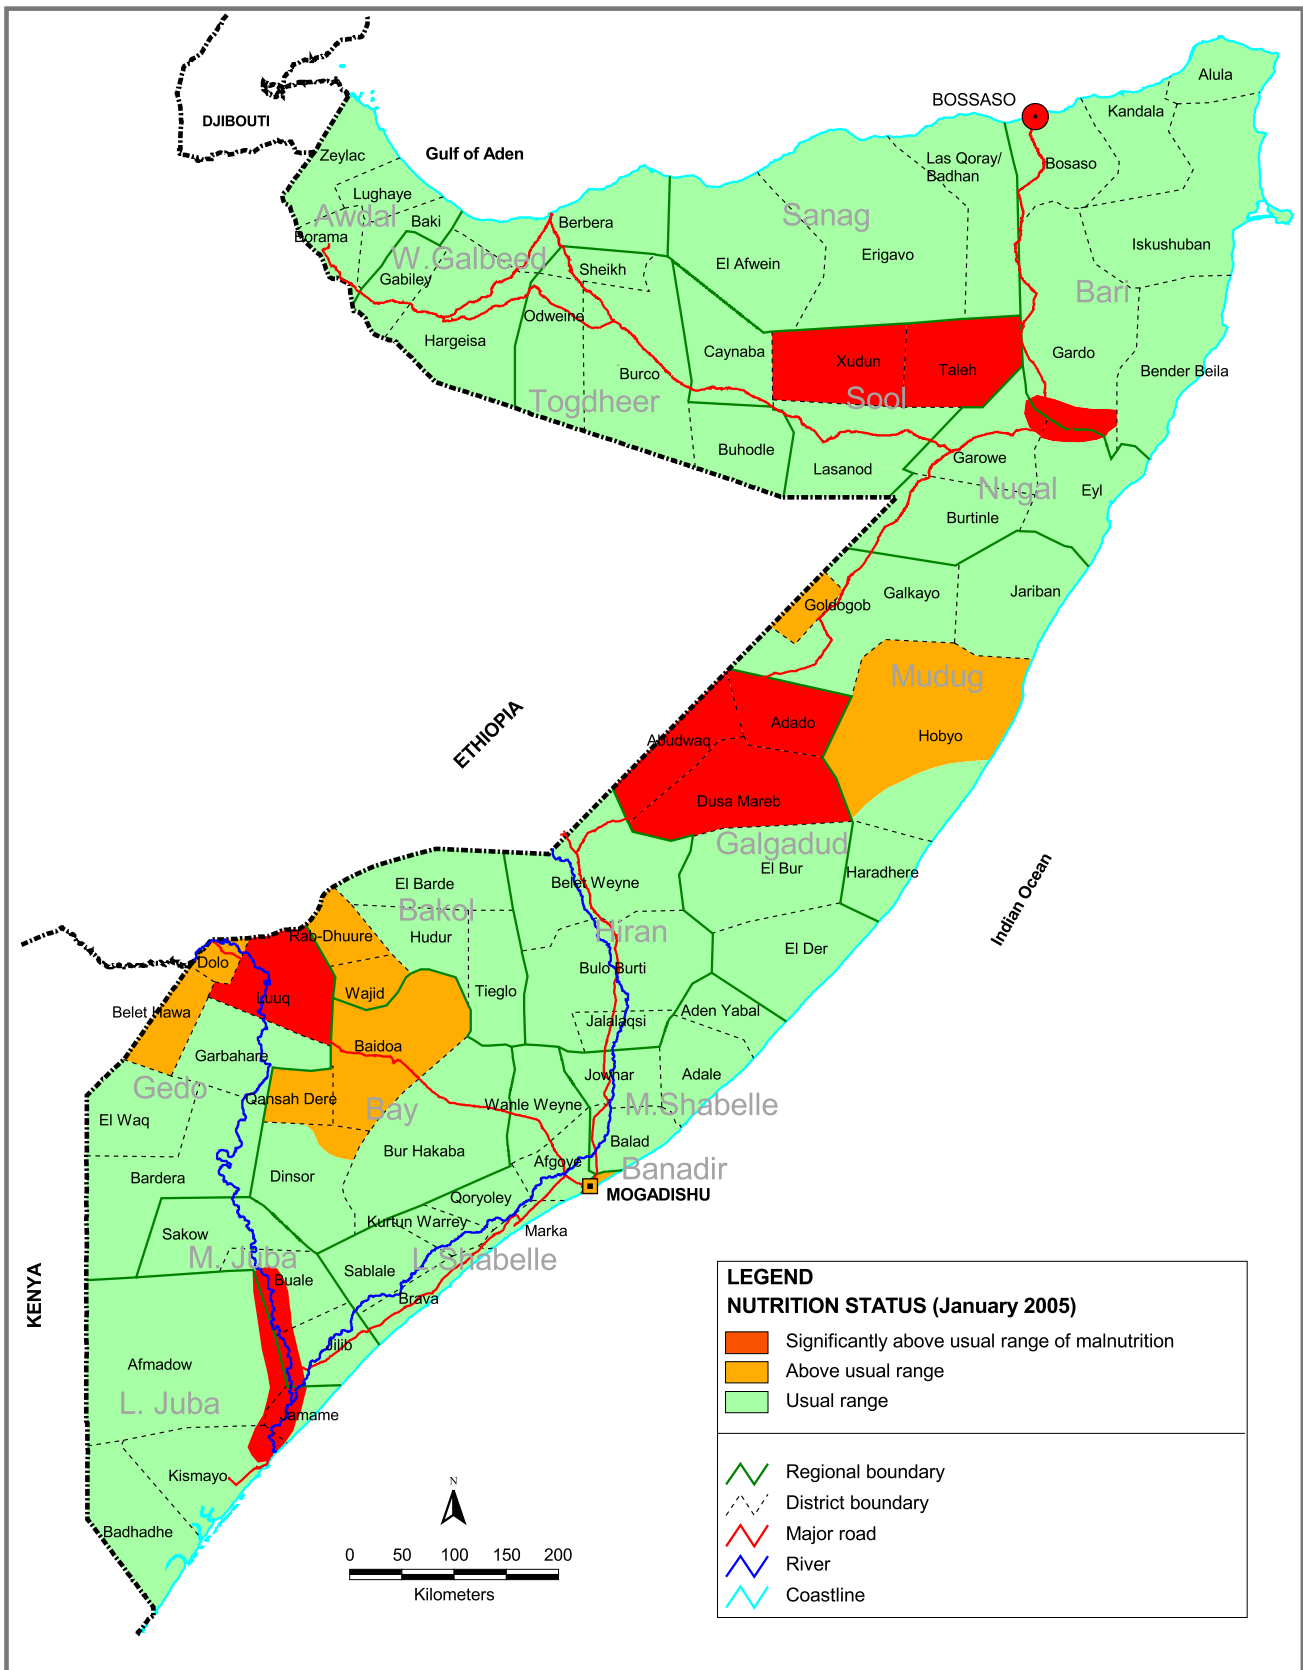 Alula
BOSSASO
Kandala
DJIBOUTI
Gulf of Aden
Zeylac
Las Qoray/
Badhan
Bosaso
Lughaye
Awdal
Baki
Berbera
Sanag
Borama
W.Galbeed
Iskushuban
El Afwein
Erigavo
Sheikh
Gabiley
Bari
Odweine
Hargeisa
Caynaba
Xudun
Taleh
Gardo
Bender Beila
Burco
Togdheer
Sool
Buhodle
Lasanod
Garowe
Nugal
Eyl
Burtinle
Goldogob
Galkayo
Jariban
Mudug
ETHIOPIA
Abudwaq
Adado
Hobyo
Dusa Mareb
Galgadud
El Bur
Haradhere
Indian Ocean
El Barde
Belet Weyne
Bakol
Rab-Dhuure
Hudur
Hiran
El Der
Dolo
Bulo Burti
Luuq
Wajid
Tieglo
Belet Hawa
Jalalaqsi
Aden Yabal
Garbahare
Baidoa
Gedo
Jowhar
Adale
Qansah Dere
Bay
Wanle Weyne
M.Shabelle
El Waq
Bur Hakaba
Balad
Bardera
Dinsor
Afgoye
Banadir
MOGADISHU
Qoryoley
Kurtun Warrey
Marka
Sakow
M. Juba
L.Shabelle
Buale
Sablale
Brava
KENYA
Jilib
Afmadow
L. Juba
Jamame
Kismayo
Badhadhe
N
0 50 100 150 200
Kilometers
LEGEND
NUTRITION STATUS (January 2005)
Significantly above usual range of malnutrition
Above usual range
Usual range
Regional boundary
District boundary
Major road
River
Coastline